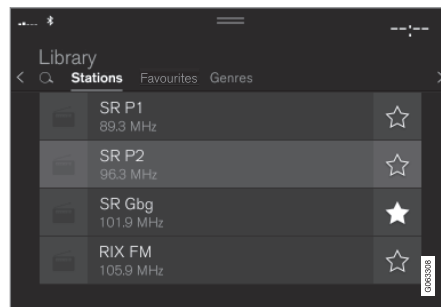 --:--
Library
Stations Favourites Genres
SR P1
89.3 MHz
SR P2
96.3 MHz
SR Gbg
101.9 MHz
RIX FM
105.9 MHz
G063308